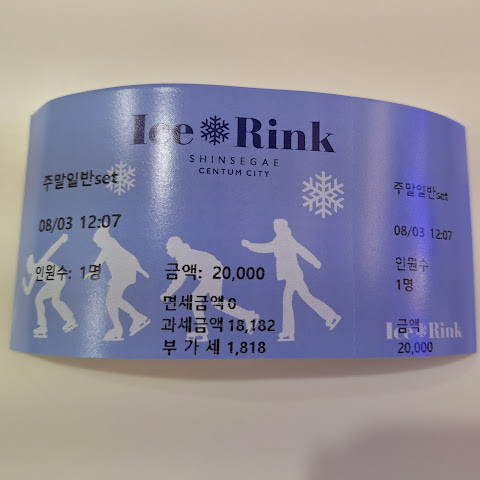 Ice Rink
SHINSEGAE
CENTUM CITY
주말일반set
08/03 12:07
인원수: 1명
금액: 20,000
면세금액 0
과세금액 18,182
부 가 세 1,818
주말일반set
08/03 12:07
인원수
1명
금액
20,000
Ice Rink